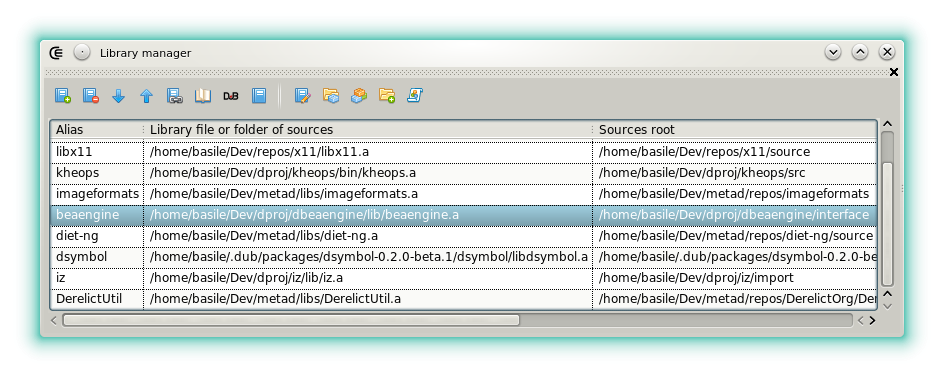 Library manager
DUB
Alias Library file or folder of sources Sources root
libx11 /home/basile/Dev/repos/x11/libx11.a /home/basile/Dev/repos/x11/source
kheops /home/basile/Dev/dproj/kheops/bin/kheops.a /home/basile/Dev/dproj/kheops/src
imageformats /home/basile/Dev/metad/libs/imageformats.a /home/basile/Dev/metad/repos/imageformats
beaengine /home/basile/Dev/dproj/dbeaengine/lib/beaengine.a /home/basile/Dev/dproj/dbeaengine/interface
diet-ng /home/basile/Dev/metad/libs/diet-ng.a /home/basile/Dev/metad/repos/diet-ng/source
dsymbol /home/basile/.dub/packages/dsymbol-0.2.0-beta.1/dsymbol/libdsymbol.a /home/basile/.dub/packages/dsymbol-0.2.0-be
iz /home/basile/Dev/dproj/iz/lib/iz.a /home/basile/Dev/dproj/iz/import
DerelictUtil /home/basile/Dev/metad/libs/DerelictUtil.a /home/basile/Dev/metad/repos/DerelictOrg/Der